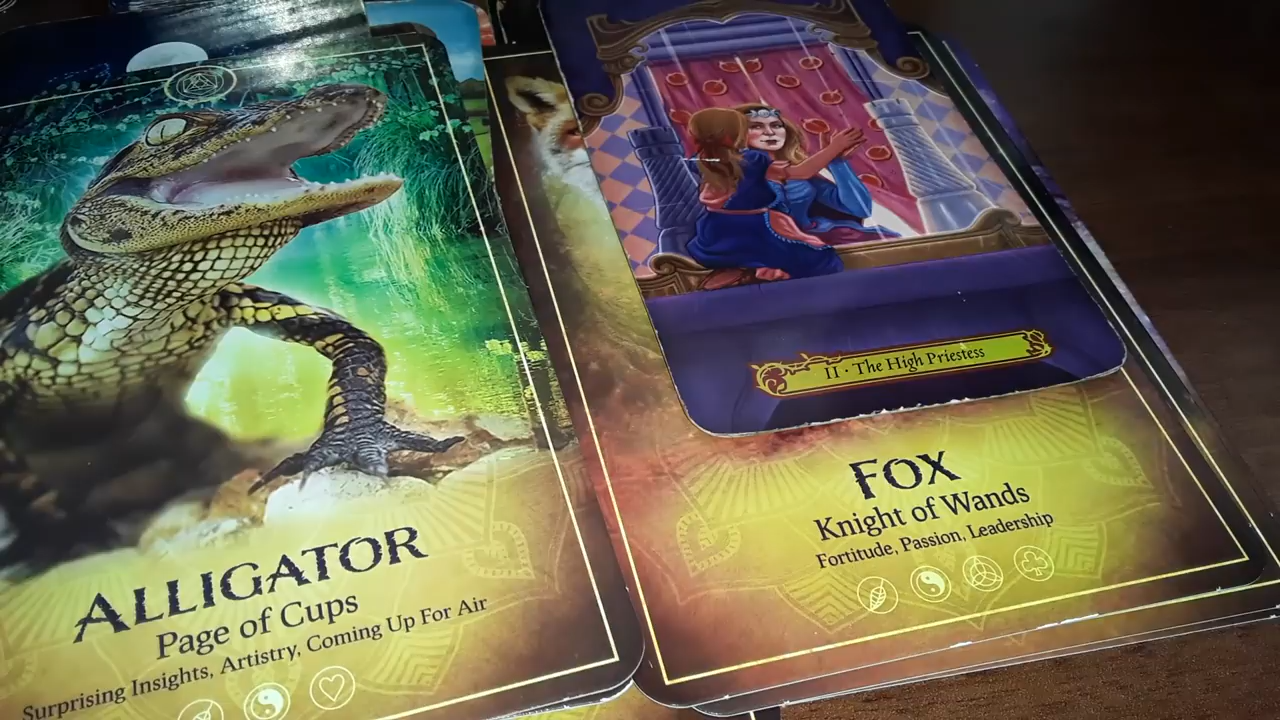 ALLIGATOR
Page of Cups
Surprising Insights, Artistry, Coming Up For Air
II · The High Priestess
FOX
Knight of Wands
Fortitude, Passion, Leadership